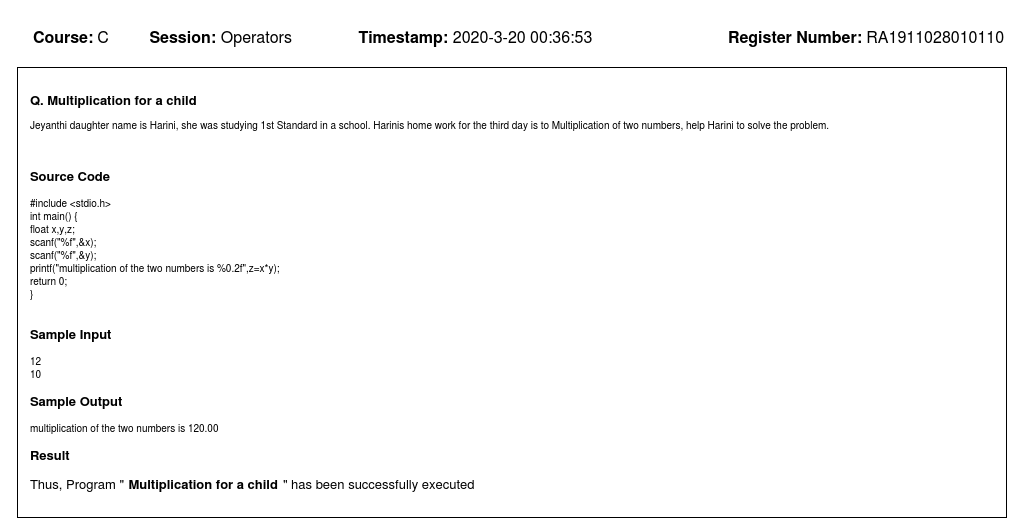 Course: C Session: Operators Timestamp: 2020-3-20 00:36:53 Register Number: RA1911028010110
Q. Multiplication for a child
Jeyanthi daughter name is Harini, she was studying 1st Standard in a school. Harinis home work for the third day is to Multiplication of two numbers, help Harini to solve the problem.
Source Code
#include <stdio.h>
int main() {
float x,y,z;
scanf("%f",&x);
scanf("%f",&y);
printf("multiplication of the two numbers is %0.2f",z=x*y);
return 0;
}
Sample Input
12
10
Sample Output
multiplication of the two numbers is 120.00
Result
Thus, Program " Multiplication for a child " has been successfully executed